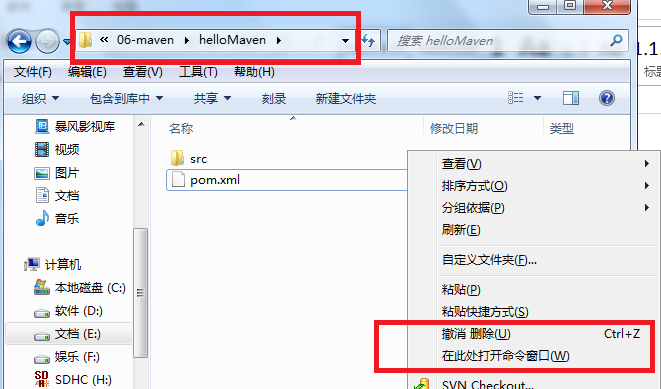 « 06-maven ▸ helloMaven ▸
搜索 helloMaven
文件(F) 编辑(E) 查看(V) 工具(T) 帮助(H)
组织 包含到库中 共享 刻录 新建文件夹
名称 修改日期 类型
暴风影视库
视频
图片
文档
音乐
计算机
本地磁盘 (C:)
软件 (D:)
文档 (E:)
娱乐 (F:)
SDHC (H:)
src
pom.xml
查看(V)
排序方式(O)
分组依据(P)
刷新(E)
自定义文件夹(F)...
粘贴(P)
粘贴快捷方式(S)
撤消 删除(U) Ctrl+Z
在此处打开命令窗口(W)
SVN Checkout...